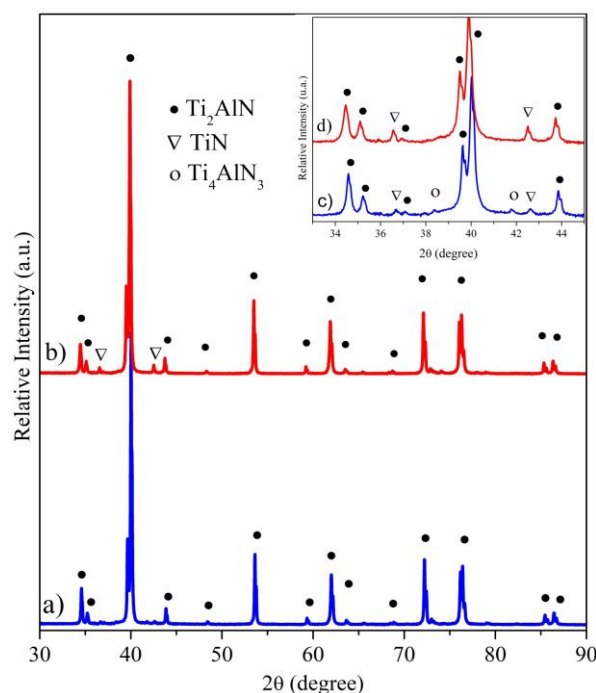 ● Ti₂AlN
▽ TiN
o Ti₄AlN₃
Relative Intensity (a.u.)
b)
a)
30 40 50 60 70 80 90
2θ (degree)
Relative Intensity (u.a.)
d)
c)
34 36 38 40 42 44
2θ (degree)